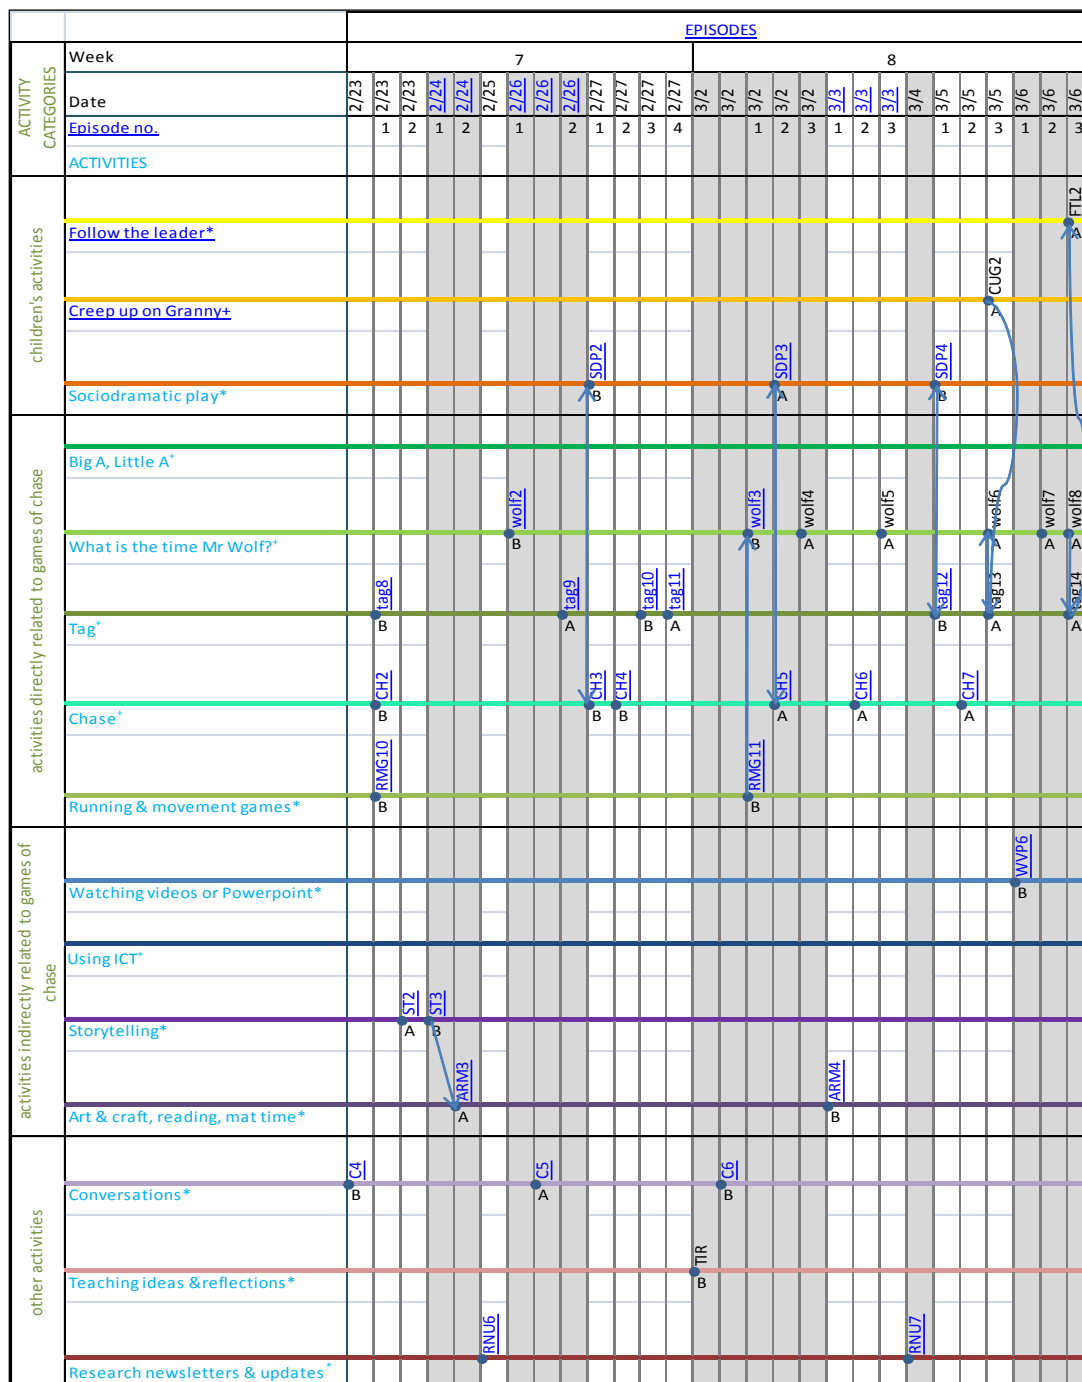 EPISODES
ACTIVITY CATEGORIES
Week 7 8
Date 2/23 2/23 2/23 2/24 2/24 2/25 2/26 2/26 2/26 2/27 2/27 2/27 2/27 3/2 3/2 3/2 3/2 3/2 3/3 3/3 3/3 3/4 3/5 3/5 3/5 3/6 3/6 3/6
Episode no. 1 2 1 2 1 2 1 2 3 4 1 2 3 1 2 3 1 2 3 1 2 3
ACTIVITIES
children's activities
FTL2
A
Follow the leader*
CUG2
A
Creep up on Granny+
SDP2 SDP3 SDP4
B A B
Sociodramatic play*
activities directly related to games of chase
Big A, Little A+
wolf2 wolf3 wolf4 wolf5 wolf6 wolf7 wolf8
B B A A A A A
What is the time Mr Wolf?+
tag8 tag9 tag10 tag11 tag12 tag13 tag14
B A B A B A A
Tag+
CH2 CH3 CH4 CH5 CH6 CH7
B B B A A A
Chase+
RMG10 RMG11
B B
Running & movement games*
activities indirectly related to games of chase
WVP6
B
Watching videos or Powerpoint*
Using ICT+
ST2 ST3
A B
Storytelling*
ARM3 ARM4
A B
Art & craft, reading, mat time*
other activities
C4 C5 C6
B A B
Conversations*
TIR
B
Teaching ideas &reflections*
RNU6 RNU7
Research newsletters & updates*